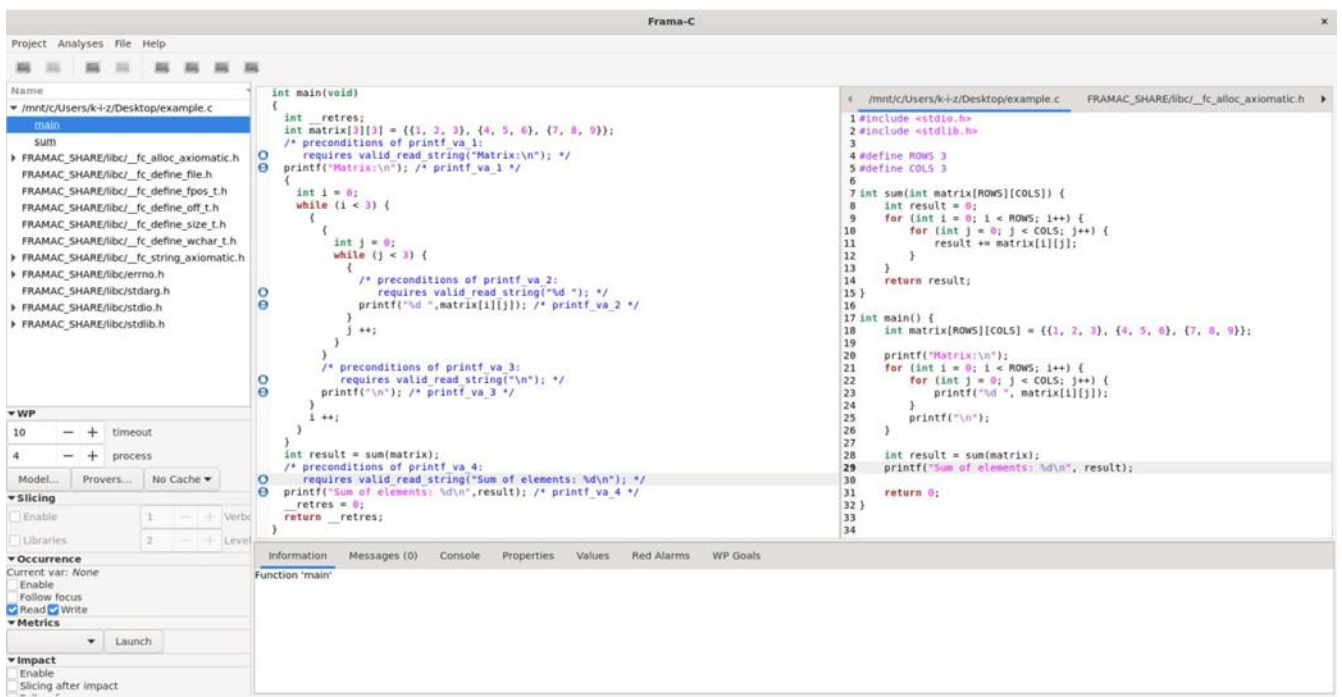 Frama-C
Project Analyses File Help
Name
/mnt/c/Users/k-i-z/Desktop/example.c
main
sum
FRAMAC_SHARE/libc/__fc_alloc_axiomatic.h
FRAMAC_SHARE/libc/__fc_define_file.h
FRAMAC_SHARE/libc/__fc_define_fpos_t.h
FRAMAC_SHARE/libc/__fc_define_off_t.h
FRAMAC_SHARE/libc/__fc_define_size_t.h
FRAMAC_SHARE/libc/__fc_define_wchar_t.h
FRAMAC_SHARE/libc/__fc_string_axiomatic.h
FRAMAC_SHARE/libc/errno.h
FRAMAC_SHARE/libc/stdarg.h
FRAMAC_SHARE/libc/stdio.h
FRAMAC_SHARE/libc/stdlib.h
WP
10 − + timeout
4 − + process
Model... Provers... No Cache
Slicing
Enable 1 − + Verbo
Libraries 2 − + Level
Occurrence
Current var: None
Enable
Follow focus
Read Write
Metrics
Launch
Impact
Enable
Slicing after impact
int main(void)
{
int __retres;
int matrix[3][3] = {{1, 2, 3}, {4, 5, 6}, {7, 8, 9}};
/* preconditions of printf_va_1:
requires valid_read_string("Matrix:\n"); */
printf("Matrix:\n"); /* printf_va_1 */
{
int i = 0;
while (i < 3) {
{
{
int j = 0;
while (j < 3) {
{
/* preconditions of printf_va_2:
requires valid_read_string("%d "); */
printf("%d ",matrix[i][j]); /* printf_va_2 */
}
j ++;
}
}
/* preconditions of printf_va_3:
requires valid_read_string("\n"); */
printf("\n"); /* printf_va_3 */
}
i ++;
}
}
int result = sum(matrix);
/* preconditions of printf_va_4:
requires valid_read_string("Sum of elements: %d\n"); */
printf("Sum of elements: %d\n",result); /* printf_va_4 */
__retres = 0;
return __retres;
}
/mnt/c/Users/k-i-z/Desktop/example.c FRAMAC_SHARE/libc/__fc_alloc_axiomatic.h
1 #include <stdio.h>
2 #include <stdlib.h>
3
4 #define ROWS 3
5 #define COLS 3
6
7 int sum(int matrix[ROWS][COLS]) {
8 int result = 0;
9 for (int i = 0; i < ROWS; i++) {
10 for (int j = 0; j < COLS; j++) {
11 result += matrix[i][j];
12 }
13 }
14 return result;
15 }
16
17 int main() {
18 int matrix[ROWS][COLS] = {{1, 2, 3}, {4, 5, 6}, {7, 8, 9}};
19
20 printf("Matrix:\n");
21 for (int i = 0; i < ROWS; i++) {
22 for (int j = 0; j < COLS; j++) {
23 printf("%d ", matrix[i][j]);
24 }
25 printf("\n");
26 }
27
28 int result = sum(matrix);
29 printf("Sum of elements: %d\n", result);
30
31 return 0;
32 }
33
34
Information Messages (0) Console Properties Values Red Alarms WP Goals
Function 'main'